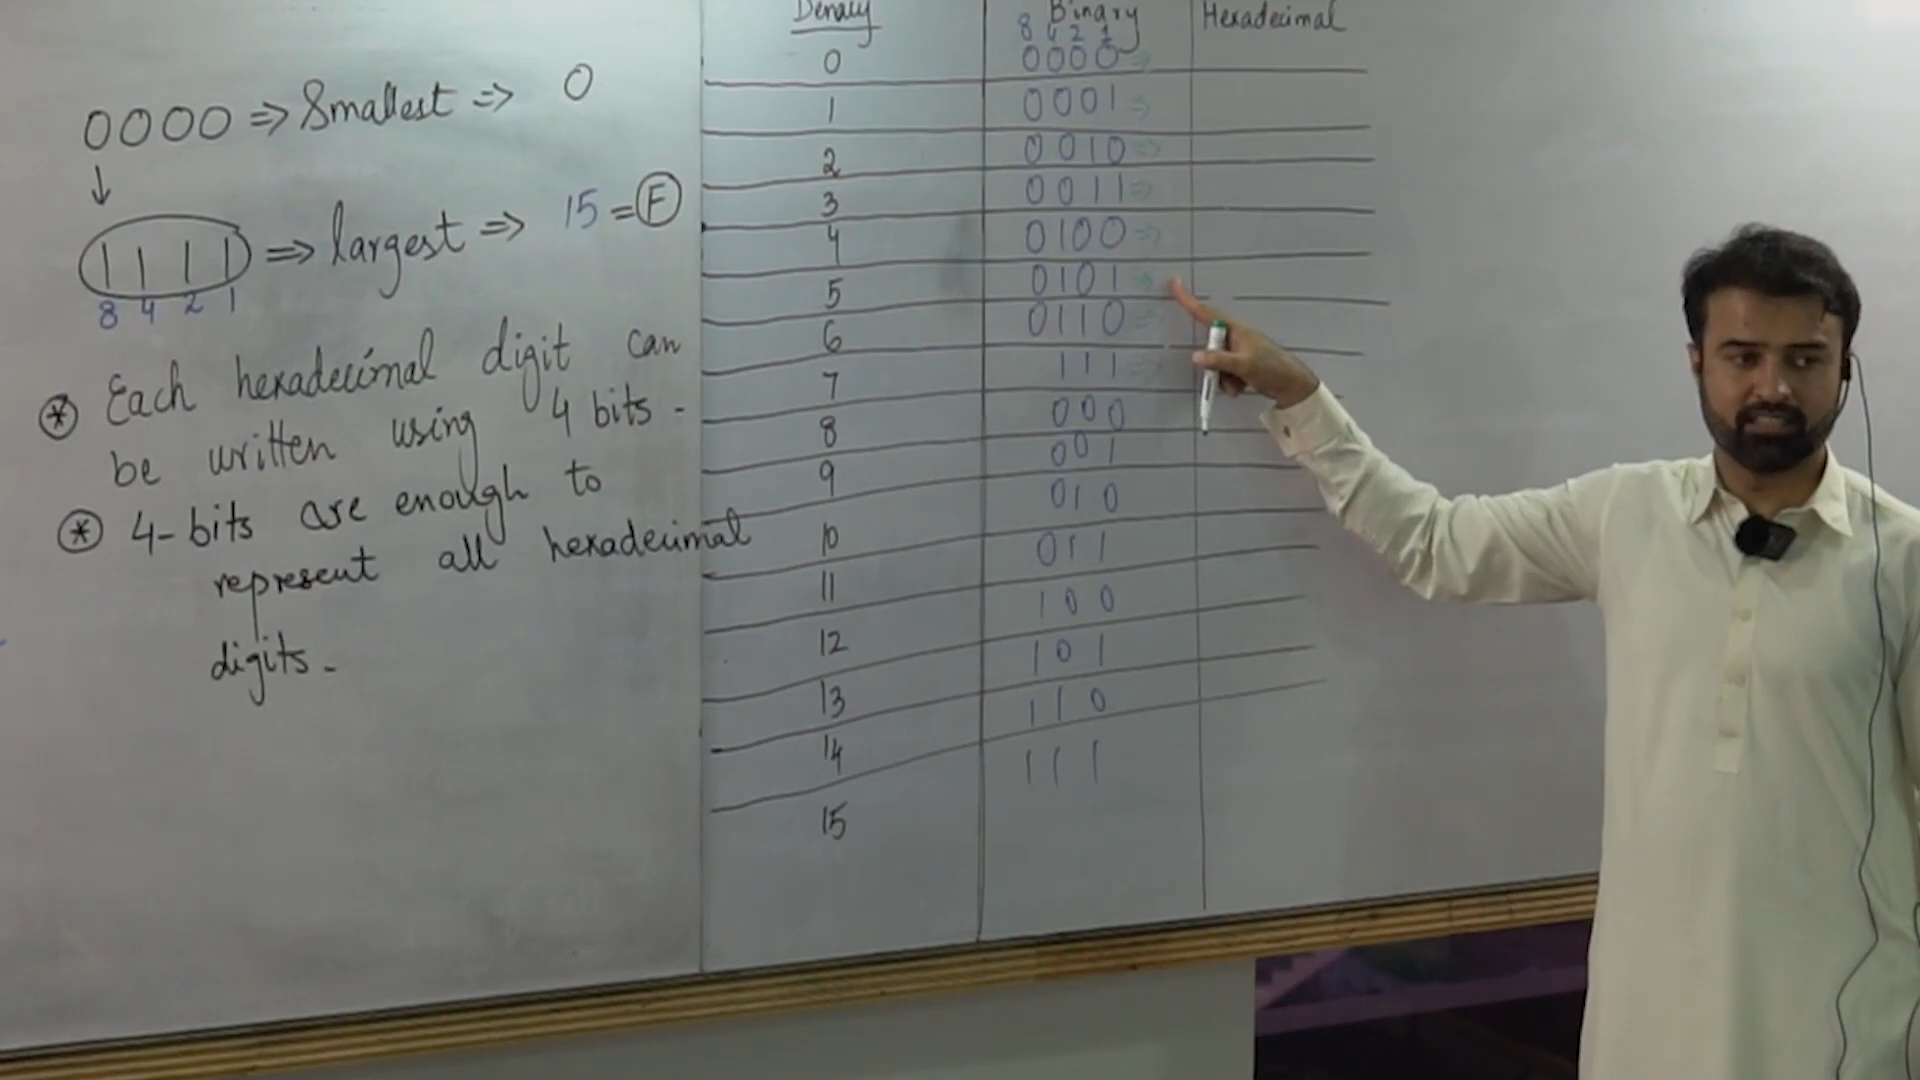 0000 => Smallest => 0
↓
1111 => largest => 15 = F
8 4 2 1
* Each hexadecimal digit can
be written using 4 bits -
* 4-bits are enough to
represent all hexadecimal
digits -
Denary Binary Hexadecimal
8 4 2 1
0 0000 =>
1 0001 =>
2 0010 =>
3 0011 =>
4 0100 =>
5 0101 =>
6 0110 =>
7 111 =>
8 000
9 001
10 010
11 011
12 100
13 101
14 110
15 111